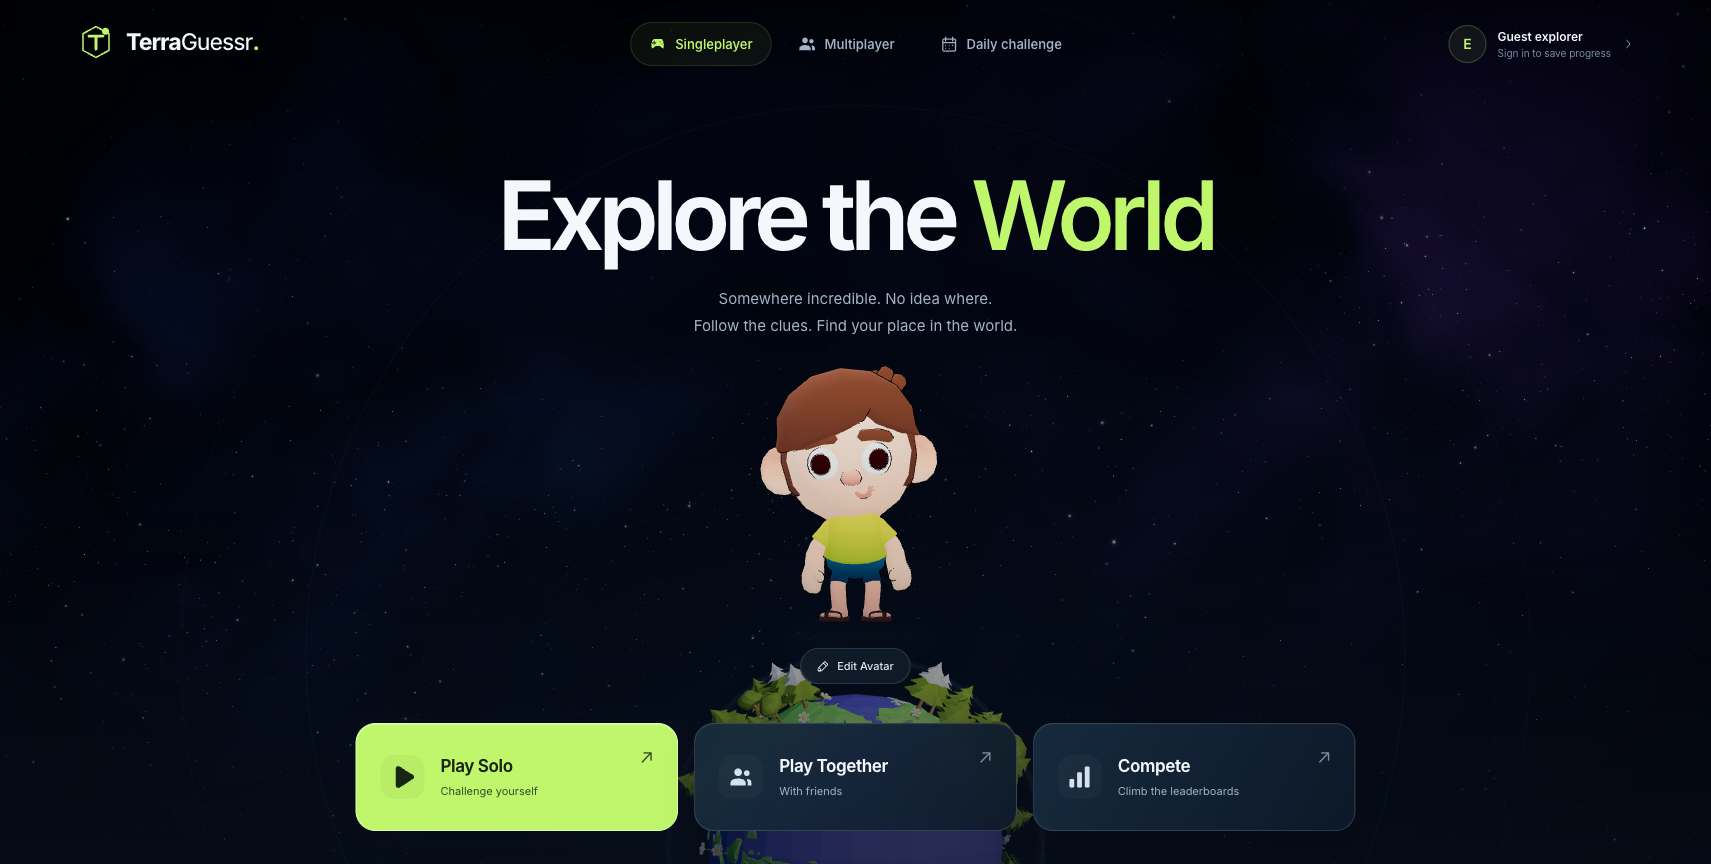 TerraGuessr.
Singleplayer
Multiplayer
Daily challenge
E
Guest explorer
Sign in to save progress
Explore the World
Somewhere incredible. No idea where.
Follow the clues. Find your place in the world.
Edit Avatar
Play Solo
Challenge yourself
Play Together
With friends
Compete
Climb the leaderboards